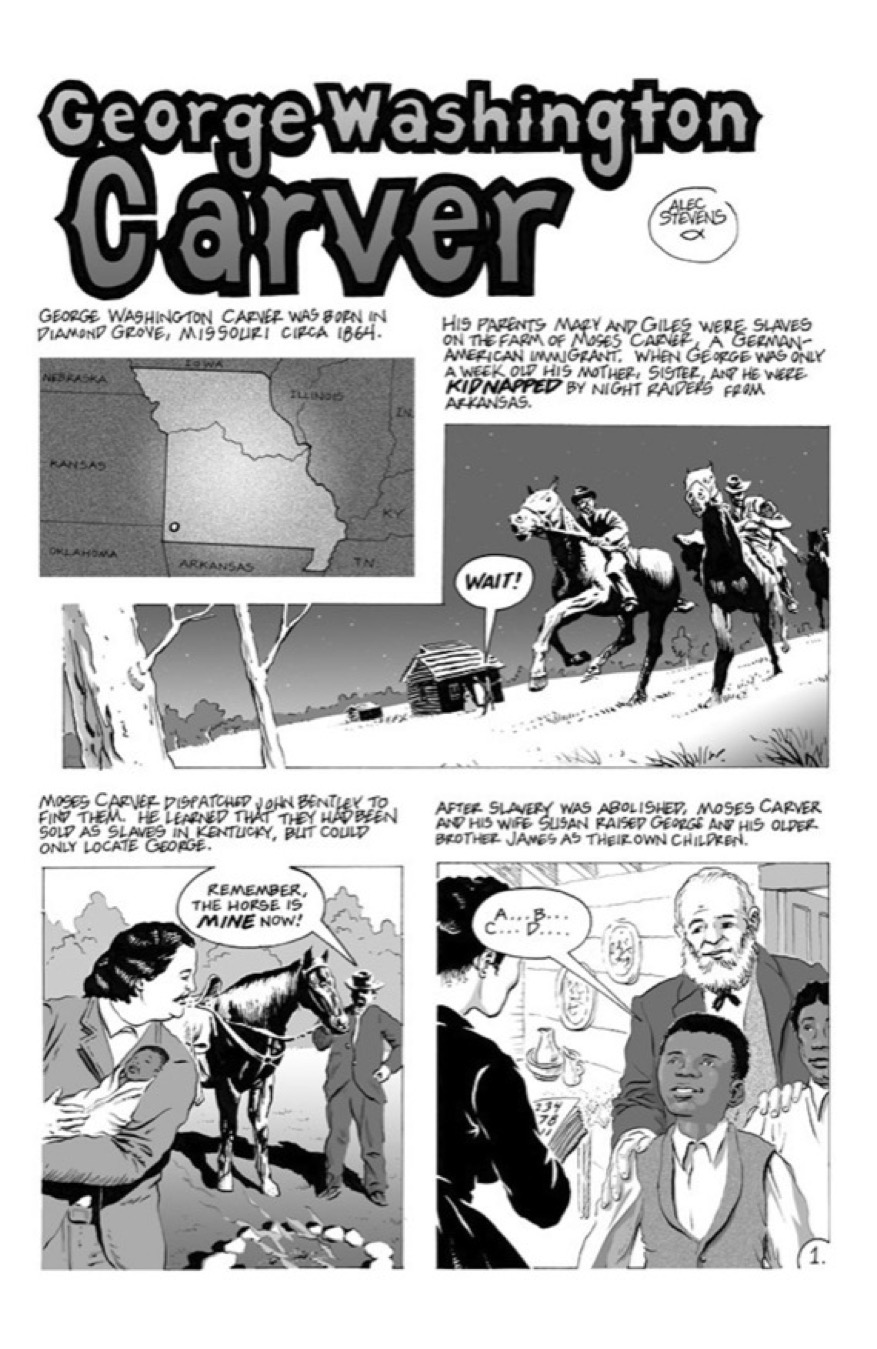 George Washington
Carver
ALEC
STEVENS
GEORGE WASHINGTON CARVER WAS BORN IN
DIAMOND GROVE, MISSOURI CIRCA 1864.
IOWA
NEBRASKA
ILLINOIS
IN.
KANSAS
KY.
OKLAHOMA
ARKANSAS
TN.
HIS PARENTS MARY AND GILES WERE SLAVES
ON THE FARM OF MOSES CARVER, A GERMAN-
AMERICAN IMMIGRANT. WHEN GEORGE WAS ONLY
A WEEK OLD HIS MOTHER, SISTER, AND HE WERE
KIDNAPPED BY NIGHT RAIDERS FROM
ARKANSAS.
WAIT!
MOSES CARVER DISPATCHED JOHN BENTLEY TO
FIND THEM. HE LEARNED THAT THEY HAD BEEN
SOLD AS SLAVES IN KENTUCKY, BUT COULD
ONLY LOCATE GEORGE.
REMEMBER,
THE HORSE IS
MINE NOW!
AFTER SLAVERY WAS ABOLISHED, MOSES CARVER
AND HIS WIFE SUSAN RAISED GEORGE AND HIS OLDER
BROTHER JAMES AS THEIR OWN CHILDREN.
A... B...
C... D.....
234
78
1.